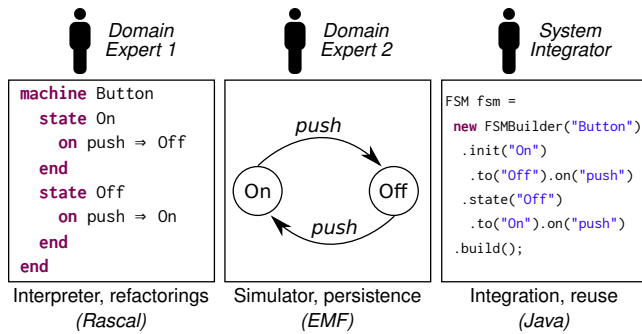 Domain
Expert 1
machine Button
state On
on push ⇒ Off
end
state Off
on push ⇒ On
end
end
Interpreter, refactorings
(Rascal)
Domain
Expert 2
push
On
Off
push
Simulator, persistence
(EMF)
System
Integrator
FSM fsm =
new FSMBuilder("Button")
.init("On")
.to("Off").on("push")
.state("Off")
.to("On").on("push")
.build();
Integration, reuse
(Java)